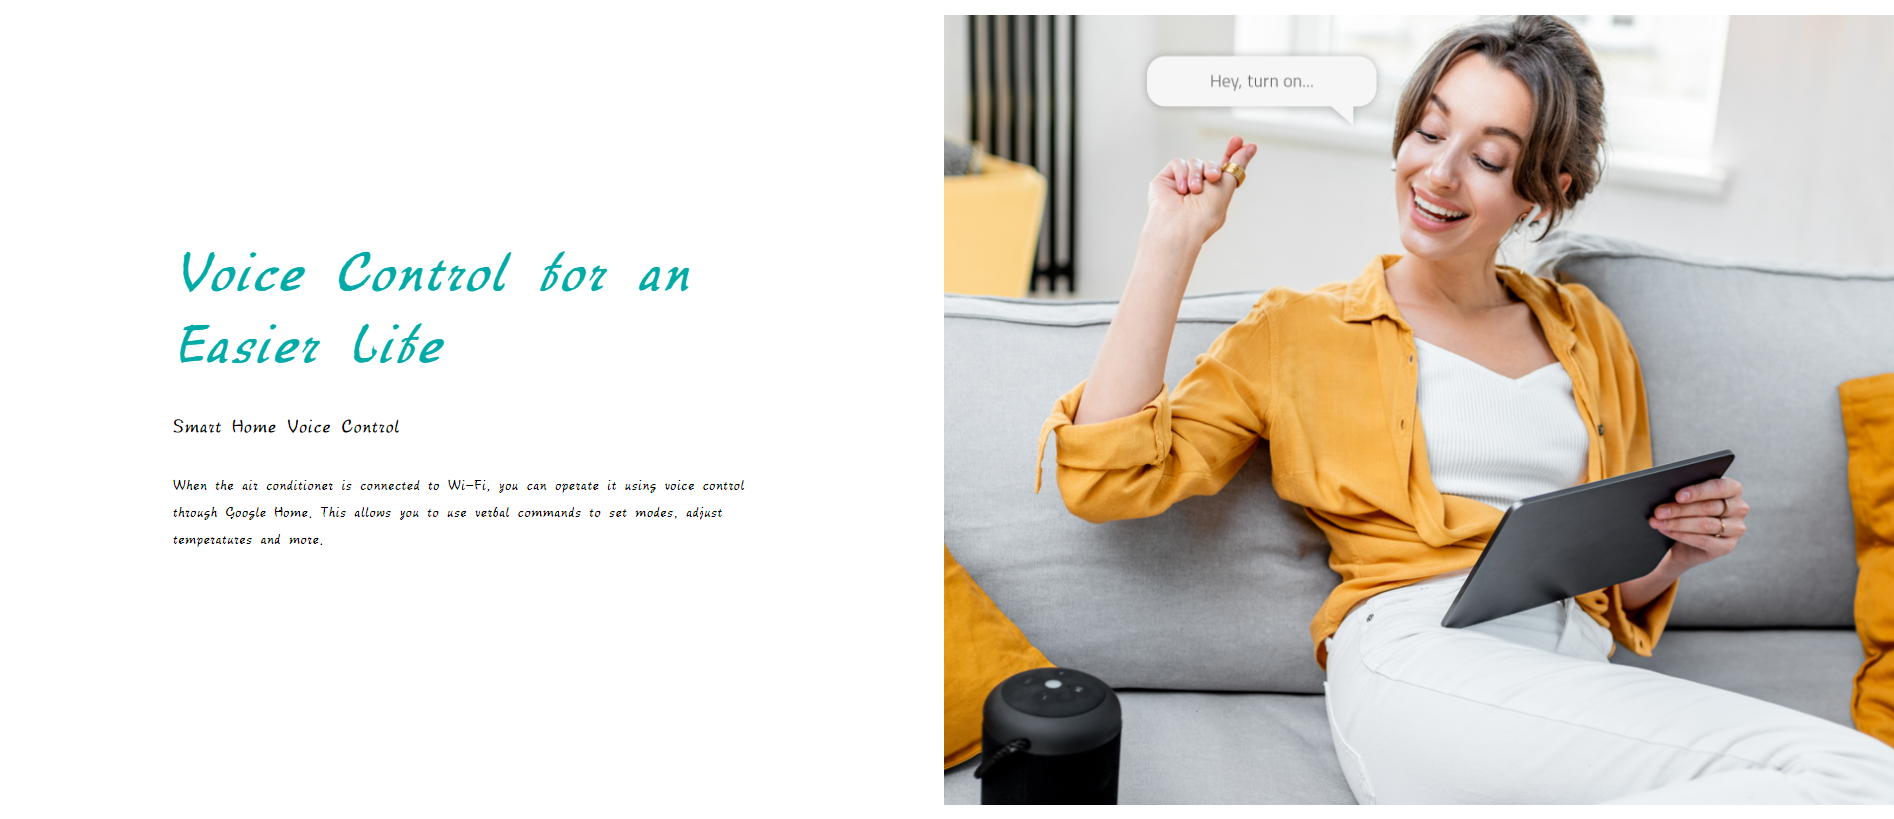 Voice Control for an
Easier Life
Smart Home Voice Control
When the air conditioner is connected to Wi-Fi, you can operate it using voice control
through Google Home. This allows you to use verbal commands to set modes, adjust
temperatures and more.
Hey, turn on...